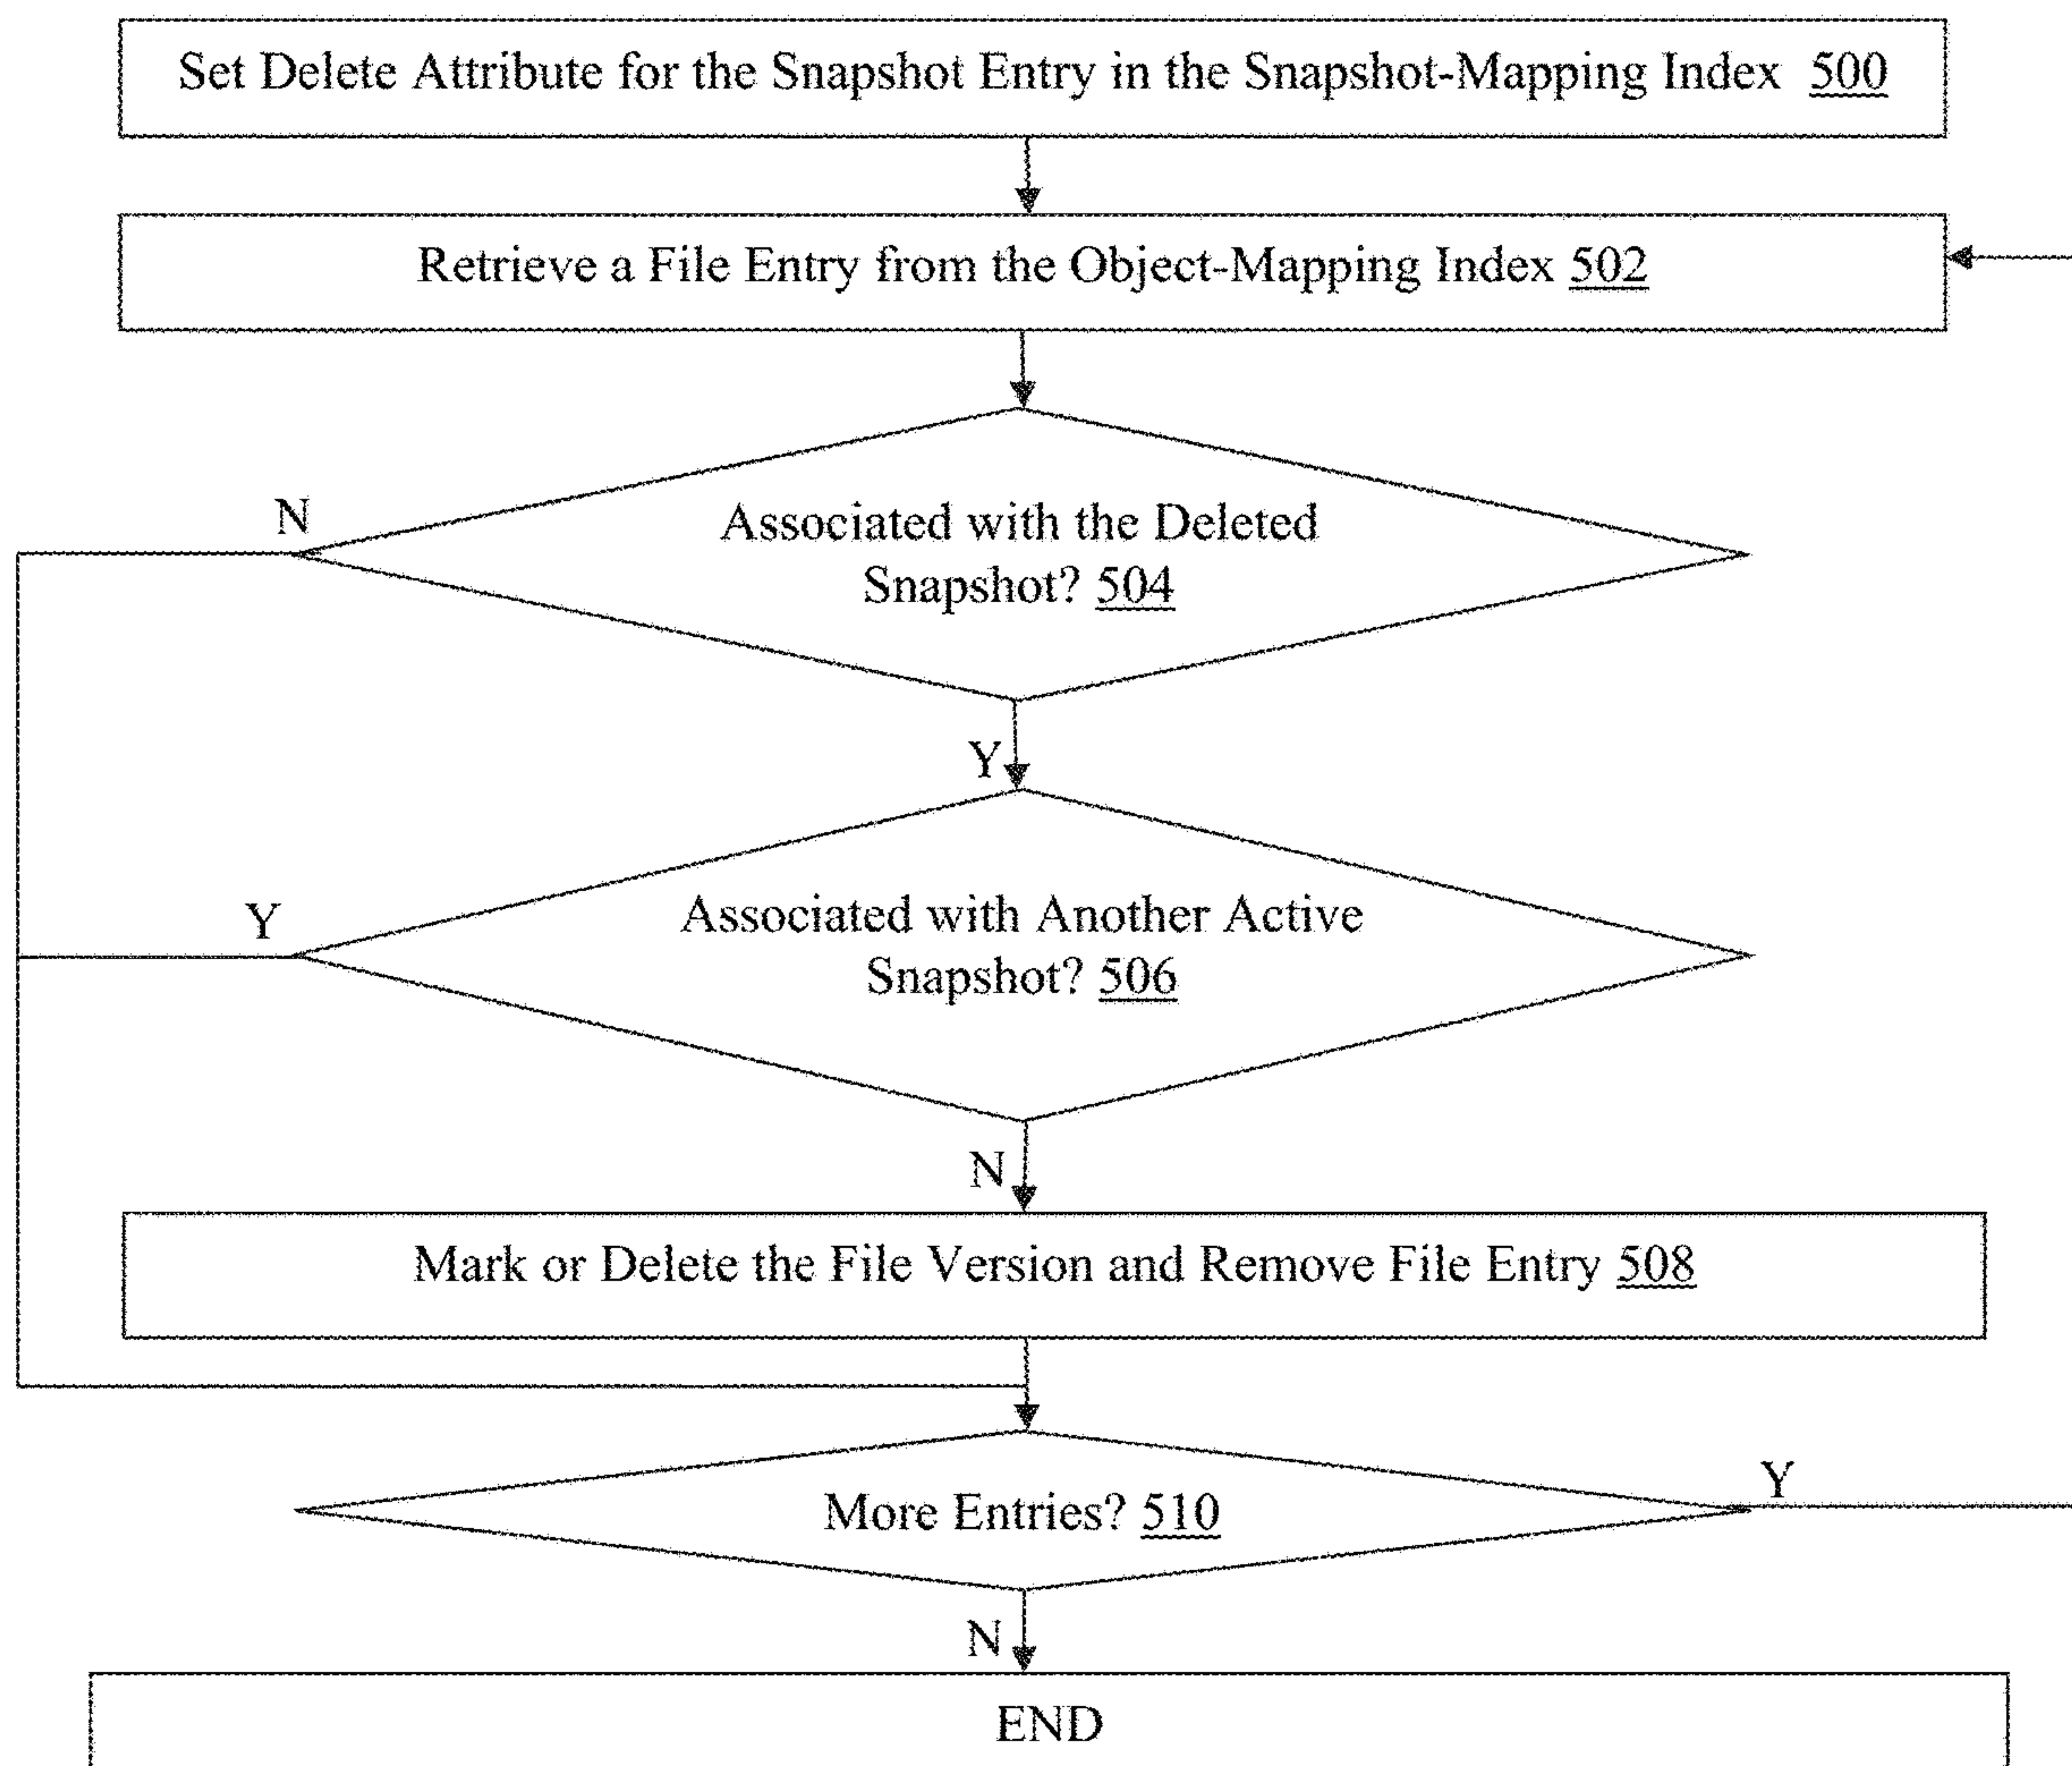 Set Delete Attribute for the Snapshot Entry in the Snapshot-Mapping Index 500
Retrieve a File Entry from the Object-Mapping Index 502
N
Associated with the Deleted
Snapshot? 504
Y
Y
Associated with Another Active
Snapshot? 506
N
Mark or Delete the File Version and Remove File Entry 508
Y
More Entries? 510
N
END